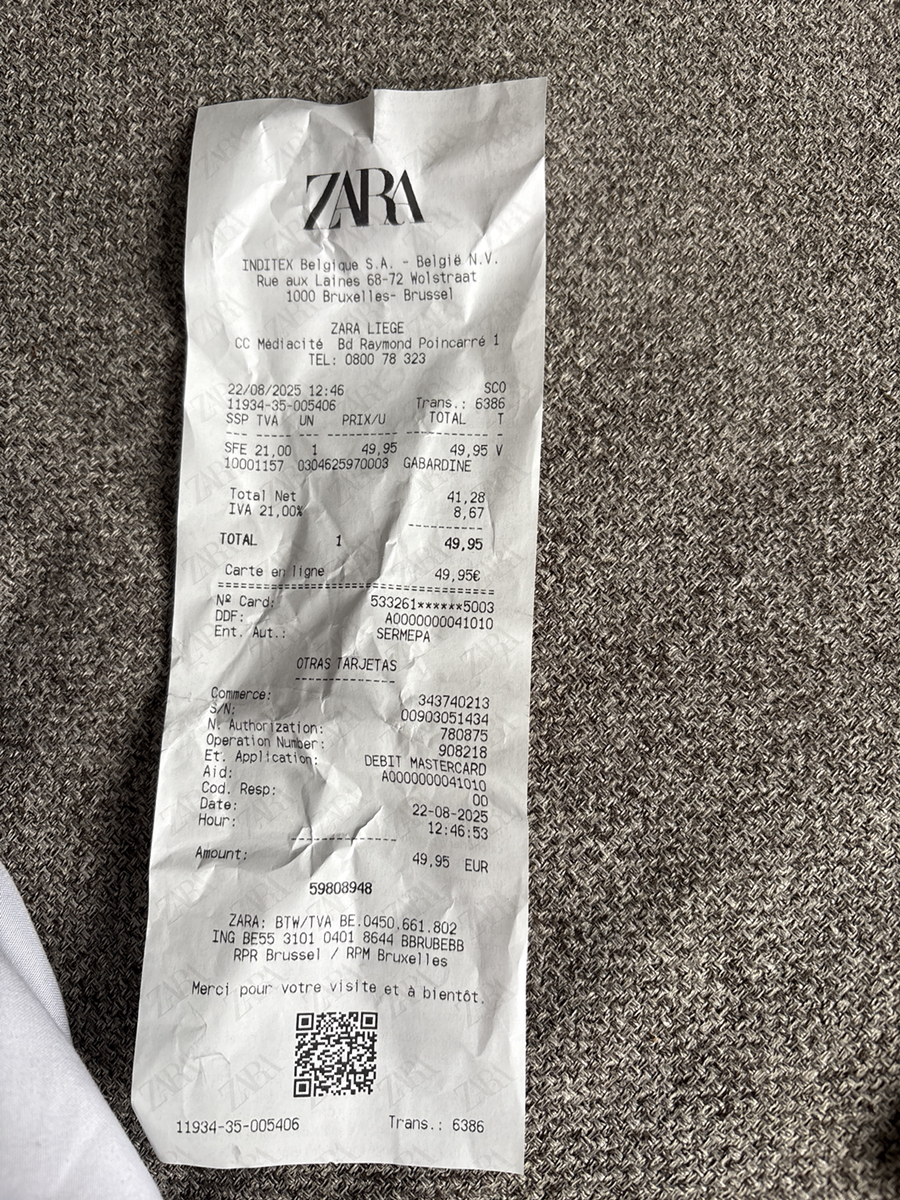 ZARA
INDITEX Belgique S.A. - België N.V.
Rue aux Laines 68-72 Wolstraat
1000 Bruxelles- Brussel
ZARA LIEGE
CC Médiacité Bd Raymond Poincarré 1
TEL: 0800 78 323
22/08/2025 12:46 SCO
11934-35-005406 Trans.: 6386
SSP TVA UN PRIX/U TOTAL T
SFE 21,00 1 49,95 49,95 V
10001157 0304625970003 GABARDINE
Total Net 41,28
IVA 21,00% 8,67
TOTAL 1 49,95
Carte en ligne 49,95€
Nº Card: 533261******5003
DDF: A0000000041010
Ent. Aut.: SERMEPA
OTRAS TARJETAS
Commerce: 343740213
S/N: 00903051434
N. Authorization: 780875
Operation Number: 908218
Et. Application: DEBIT MASTERCARD
Aid: A0000000041010
Cod. Resp: 00
Date: 22-08-2025
Hour: 12:46:53
Amount: 49,95 EUR
59808948
ZARA: BTW/TVA BE.0450.661.802
ING BE55 3101 0401 8644 BBRUBEBB
RPR Brussel / RPM Bruxelles
Merci pour votre visite et à bientôt.
11934-35-005406 Trans.: 6386